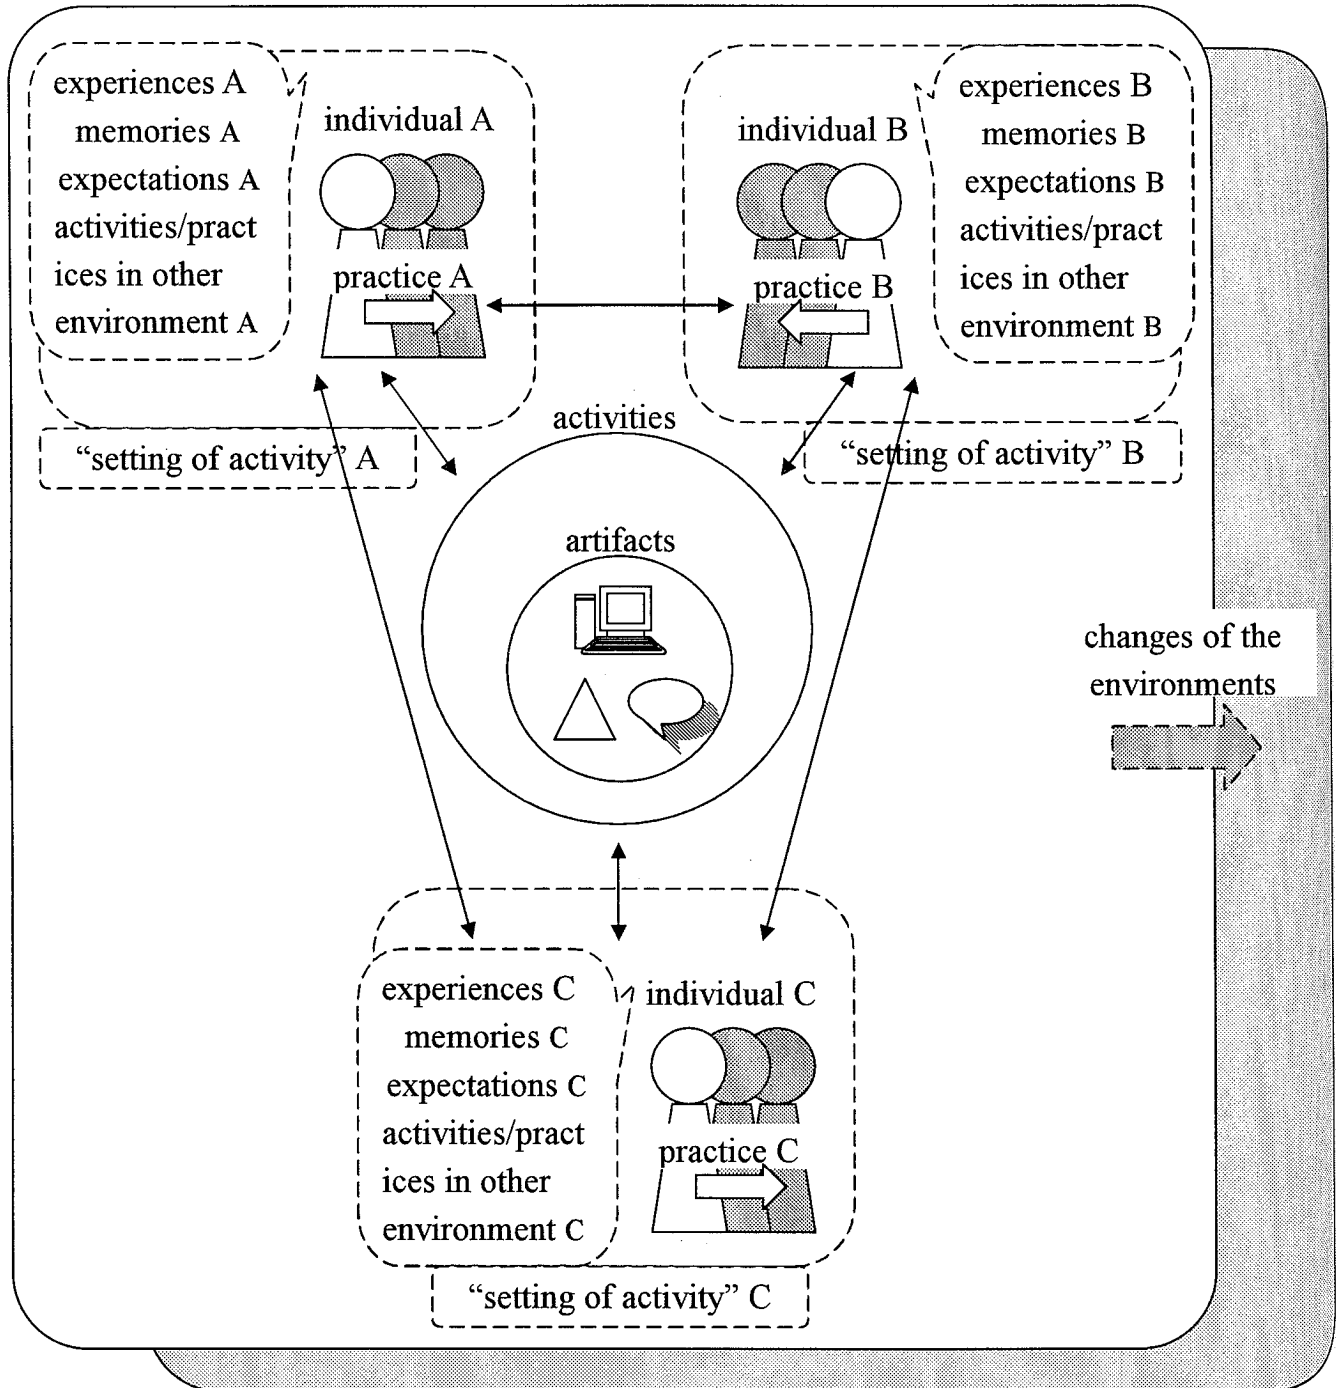 experiences A
memories A
expectations A
activities/pract
ices in other
environment A
individual A
practice A
"setting of activity" A
individual B
practice B
experiences B
memories B
expectations B
activities/pract
ices in other
environment B
"setting of activity" B
activities
artifacts
changes of the
environments
experiences C
memories C
expectations C
activities/pract
ices in other
environment C
individual C
practice C
"setting of activity" C